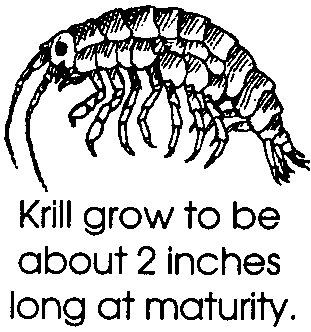 Krill grow to be
about 2 inches
long at maturity.